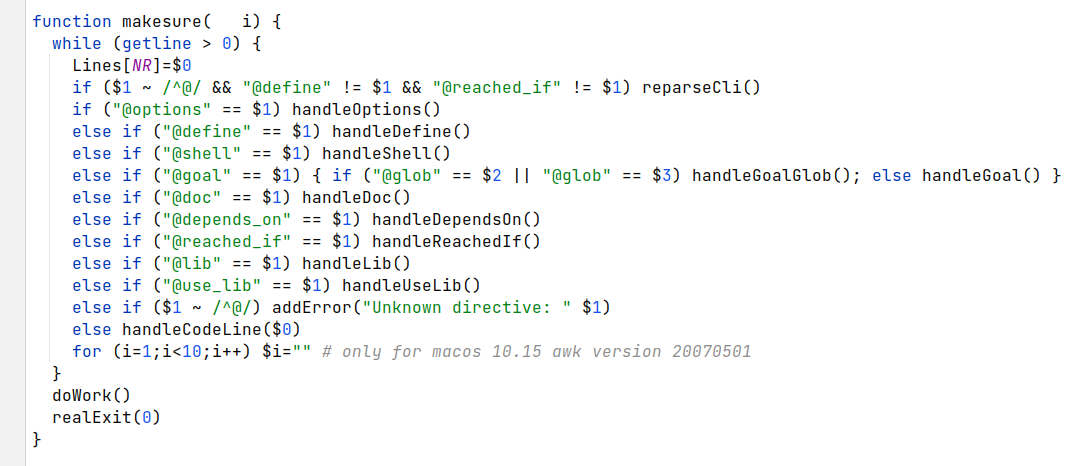 function makesure(   i) {
  while (getline > 0) {
    Lines[NR]=$0
    if ($1 ~ /^@/ && "@define" != $1 && "@reached_if" != $1) reparseCli()
    if ("@options" == $1) handleOptions()
    else if ("@define" == $1) handleDefine()
    else if ("@shell" == $1) handleShell()
    else if ("@goal" == $1) { if ("@glob" == $2 || "@glob" == $3) handleGoalGlob(); else handleGoal() }
    else if ("@doc" == $1) handleDoc()
    else if ("@depends_on" == $1) handleDependsOn()
    else if ("@reached_if" == $1) handleReachedIf()
    else if ("@lib" == $1) handleLib()
    else if ("@use_lib" == $1) handleUseLib()
    else if ($1 ~ /^@/) addError("Unknown directive: " $1)
    else handleCodeLine($0)
    for (i=1;i<10;i++) $i="" # only for macos 10.15 awk version 20070501
  }
  doWork()
  realExit(0)
}